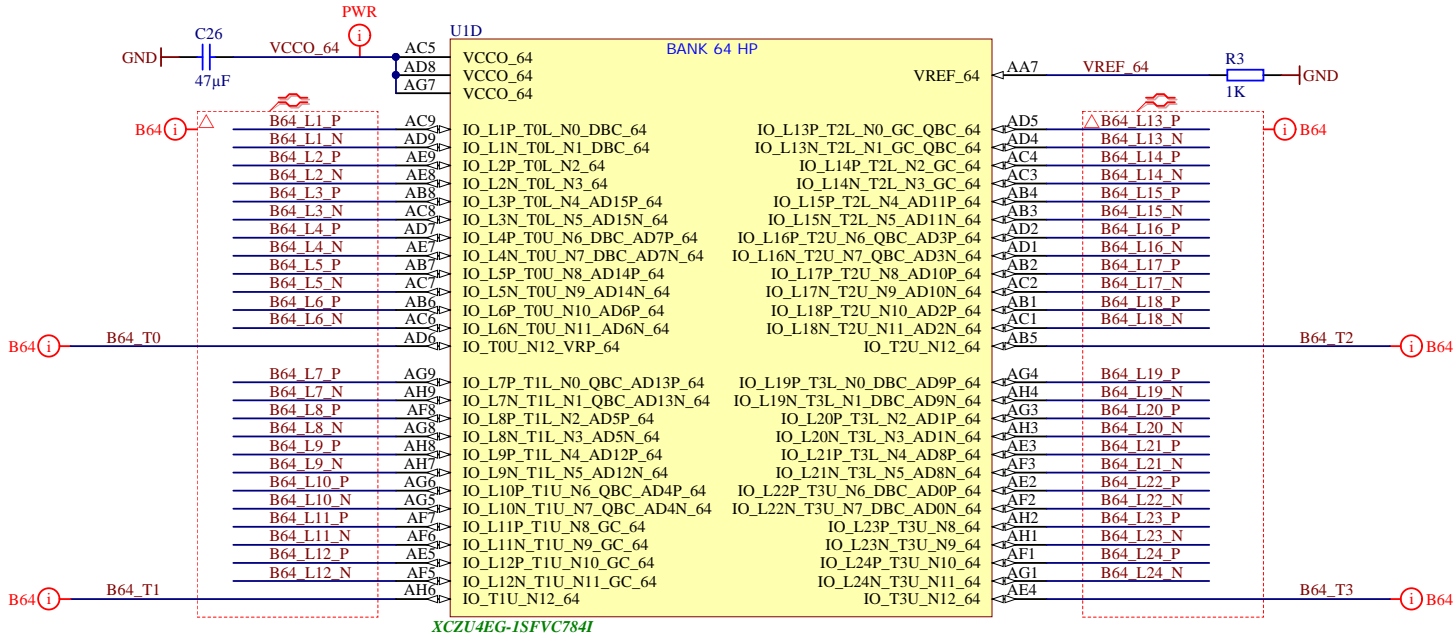 PWR
C26
GND
47µF
VCCO_64
U1D
BANK 64 HP
AC5 VCCO_64
AD8 VCCO_64
AG7 VCCO_64
VREF_64 AA7 VREF_64
R3
1K
GND
B64
B64
B64_L1_P AC9 IO_L1P_T0L_N0_DBC_64 IO_L13P_T2L_N0_GC_QBC_64 AD5 B64_L13_P
B64_L1_N AD9 IO_L1N_T0L_N1_DBC_64 IO_L13N_T2L_N1_GC_QBC_64 AD4 B64_L13_N
B64_L2_P AE9 IO_L2P_T0L_N2_64 IO_L14P_T2L_N2_GC_64 AC4 B64_L14_P
B64_L2_N AE8 IO_L2N_T0L_N3_64 IO_L14N_T2L_N3_GC_64 AC3 B64_L14_N
B64_L3_P AB8 IO_L3P_T0L_N4_AD15P_64 IO_L15P_T2L_N4_AD11P_64 AB4 B64_L15_P
B64_L3_N AC8 IO_L3N_T0L_N5_AD15N_64 IO_L15N_T2L_N5_AD11N_64 AB3 B64_L15_N
B64_L4_P AD7 IO_L4P_T0U_N6_DBC_AD7P_64 IO_L16P_T2U_N6_QBC_AD3P_64 AD2 B64_L16_P
B64_L4_N AE7 IO_L4N_T0U_N7_DBC_AD7N_64 IO_L16N_T2U_N7_QBC_AD3N_64 AD1 B64_L16_N
B64_L5_P AB7 IO_L5P_T0U_N8_AD14P_64 IO_L17P_T2U_N8_AD10P_64 AB2 B64_L17_P
B64_L5_N AC7 IO_L5N_T0U_N9_AD14N_64 IO_L17N_T2U_N9_AD10N_64 AC2 B64_L17_N
B64_L6_P AB6 IO_L6P_T0U_N10_AD6P_64 IO_L18P_T2U_N10_AD2P_64 AB1 B64_L18_P
B64_L6_N AC6 IO_L6N_T0U_N11_AD6N_64 IO_L18N_T2U_N11_AD2N_64 AC1 B64_L18_N
B64 B64_T0 AD6 IO_T0U_N12_VRP_64 IO_T2U_N12_64 AB5 B64_T2 B64
B64_L7_P AG9 IO_L7P_T1L_N0_QBC_AD13P_64 IO_L19P_T3L_N0_DBC_AD9P_64 AG4 B64_L19_P
B64_L7_N AH9 IO_L7N_T1L_N1_QBC_AD13N_64 IO_L19N_T3L_N1_DBC_AD9N_64 AH4 B64_L19_N
B64_L8_P AF8 IO_L8P_T1L_N2_AD5P_64 IO_L20P_T3L_N2_AD1P_64 AG3 B64_L20_P
B64_L8_N AG8 IO_L8N_T1L_N3_AD5N_64 IO_L20N_T3L_N3_AD1N_64 AH3 B64_L20_N
B64_L9_P AH8 IO_L9P_T1L_N4_AD12P_64 IO_L21P_T3L_N4_AD8P_64 AE3 B64_L21_P
B64_L9_N AH7 IO_L9N_T1L_N5_AD12N_64 IO_L21N_T3L_N5_AD8N_64 AF3 B64_L21_N
B64_L10_P AG6 IO_L10P_T1U_N6_QBC_AD4P_64 IO_L22P_T3U_N6_DBC_AD0P_64 AE2 B64_L22_P
B64_L10_N AG5 IO_L10N_T1U_N7_QBC_AD4N_64 IO_L22N_T3U_N7_DBC_AD0N_64 AF2 B64_L22_N
B64_L11_P AF7 IO_L11P_T1U_N8_GC_64 IO_L23P_T3U_N8_64 AH2 B64_L23_P
B64_L11_N AF6 IO_L11N_T1U_N9_GC_64 IO_L23N_T3U_N9_64 AH1 B64_L23_N
B64_L12_P AE5 IO_L12P_T1U_N10_GC_64 IO_L24P_T3U_N10_64 AF1 B64_L24_P
B64_L12_N AF5 IO_L12N_T1U_N11_GC_64 IO_L24N_T3U_N11_64 AG1 B64_L24_N
B64 B64_T1 AH6 IO_T1U_N12_64 IO_T3U_N12_64 AE4 B64_T3 B64
XCZU4EG-1SFVC784I